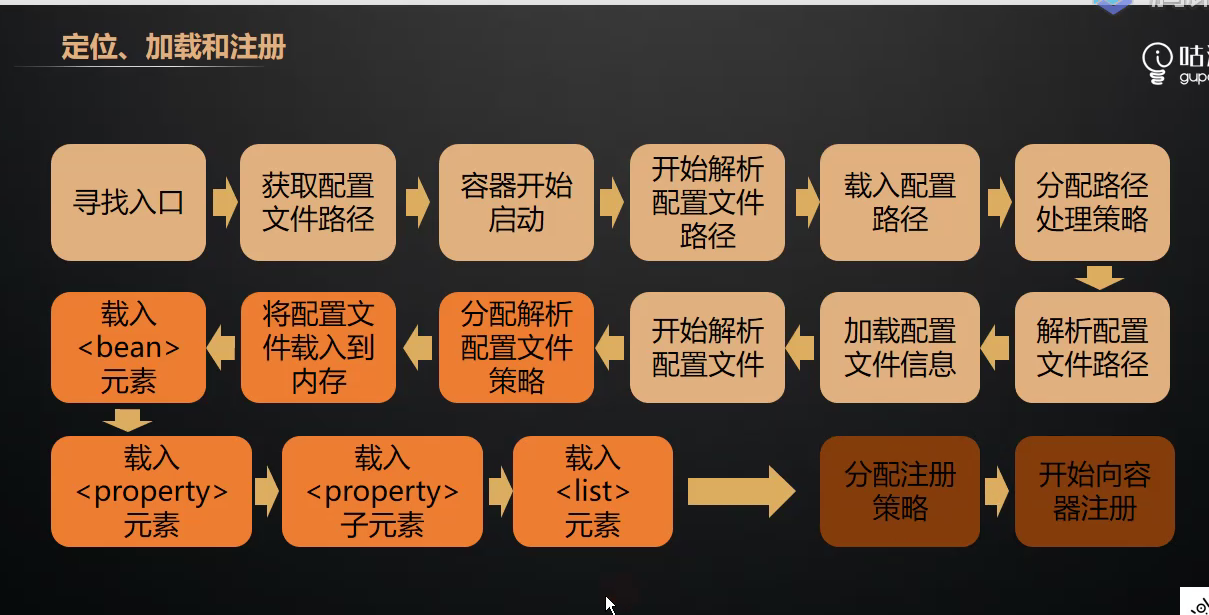 定位、加载和注册
寻找入口
获取配置
文件路径
容器开始
启动
开始解析
配置文件
路径
载入配置
路径
分配路径
处理策略
解析配置
文件路径
加载配置
文件信息
开始解析
配置文件
分配解析
配置文件
策略
将配置文
件载入到
内存
载入
<bean>
元素
载入
<property>
元素
载入
<property>
子元素
载入
<list>
元素
分配注册
策略
开始向容
器注册